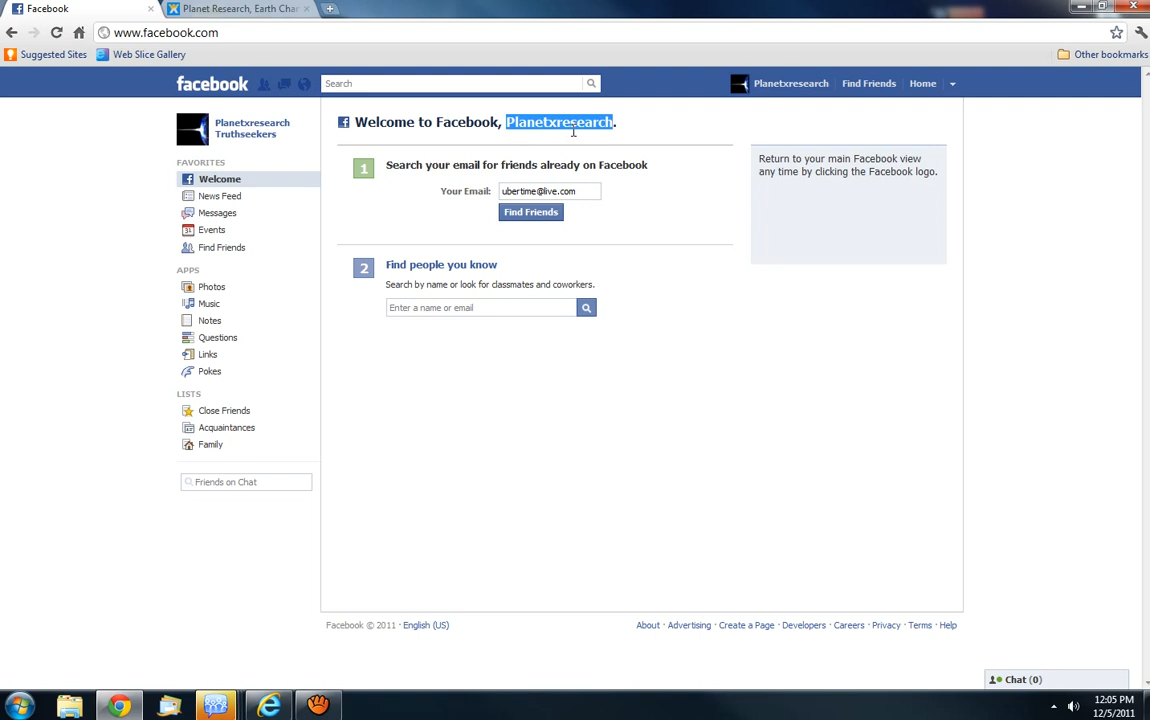 Facebook
Planet Research, Earth Chan
www.facebook.com
Suggested Sites
Web Slice Gallery
Other bookmarks
facebook
Search
Planetxresearch
Find Friends
Home
Planetxresearch
Truthseekers
FAVORITES
Welcome
News Feed
Messages
Events
Find Friends
APPS
Photos
Music
Notes
Questions
Links
Pokes
LISTS
Close Friends
Acquaintances
Family
Friends on Chat
Welcome to Facebook, Planetxresearch.
1
Search your email for friends already on Facebook
Your Email: ubertime@live.com
Find Friends
2
Find people you know
Search by name or look for classmates and coworkers.
Enter a name or email
Return to your main Facebook view
any time by clicking the Facebook logo.
Facebook © 2011 · English (US)
About · Advertising · Create a Page · Developers · Careers · Privacy · Terms · Help
Chat (0)
12:05 PM
12/5/2011